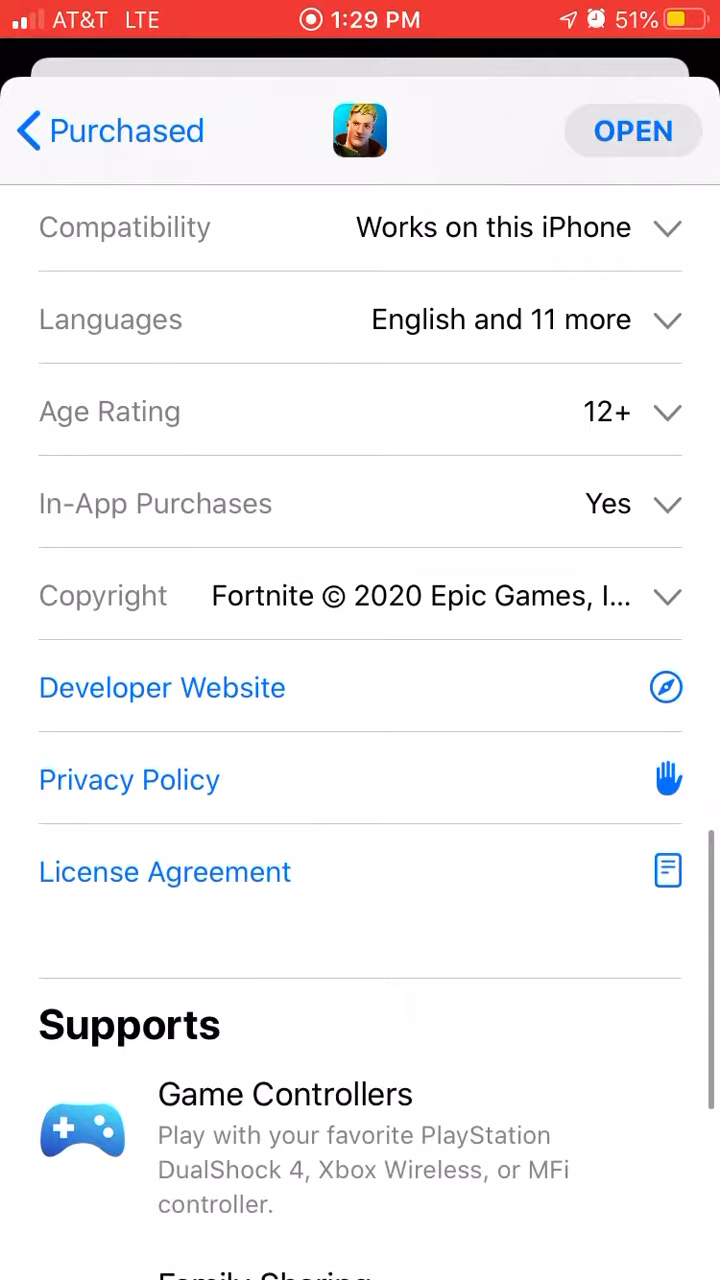 AT&T LTE 1:29 PM 51%
Purchased OPEN
Compatibility Works on this iPhone
Languages English and 11 more
Age Rating 12+
In-App Purchases Yes
Copyright Fortnite © 2020 Epic Games, I...
Developer Website
Privacy Policy
License Agreement
Supports
Game Controllers
Play with your favorite PlayStation
DualShock 4, Xbox Wireless, or MFi
controller.
Family Sharing